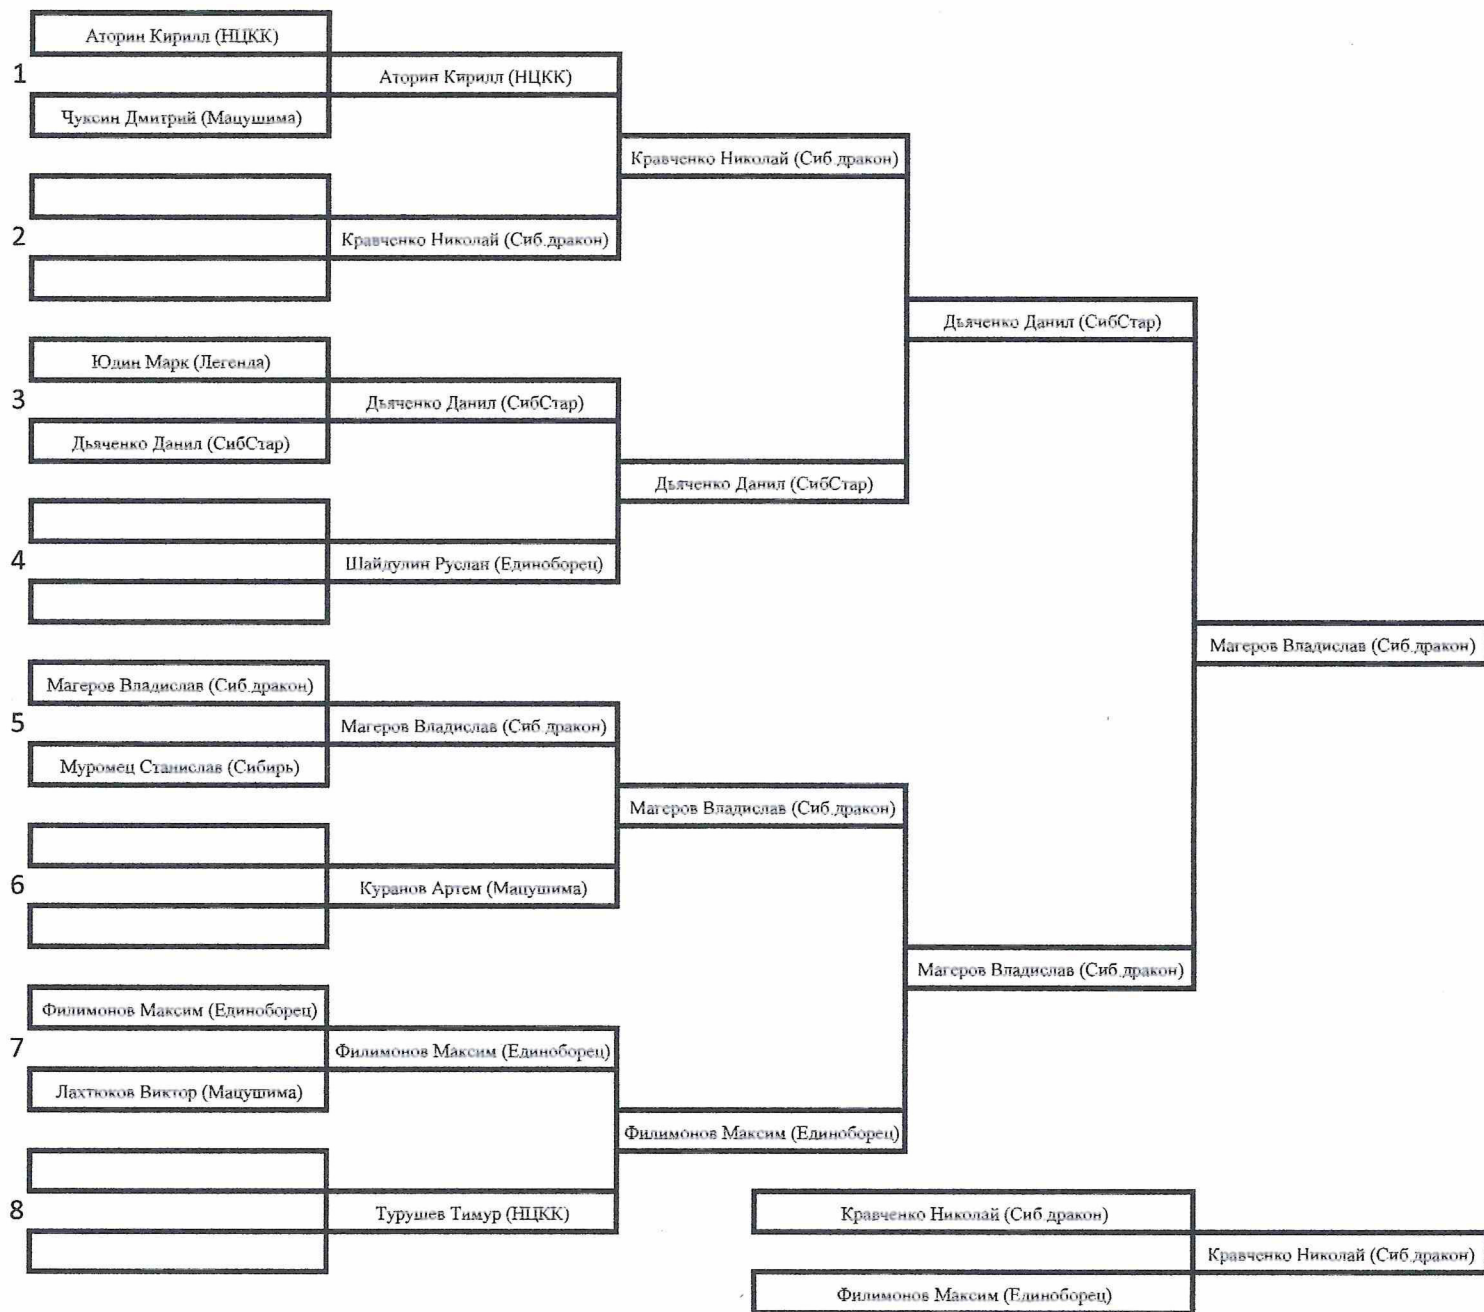 Аторин Кирилл (НЦКК)
1
Аторин Кирилл (НЦКК)
Чуксин Дмитрий (Мацушима)
Кравченко Николай (Сиб.дракон)
2
Кравченко Николай (Сиб.дракон)
Дьяченко Данил (СибСтар)
Юдин Марк (Легенда)
3
Дьяченко Данил (СибСтар)
Дьяченко Данил (СибСтар)
Дьяченко Данил (СибСтар)
4
Шайдулин Руслан (Единоборец)
Магеров Владислав (Сиб.дракон)
Магеров Владислав (Сиб.дракон)
5
Магеров Владислав (Сиб.дракон)
Муромец Станислав (Сибирь)
Магеров Владислав (Сиб.дракон)
6
Куранов Артем (Мацушима)
Магеров Владислав (Сиб.дракон)
Филимонов Максим (Единоборец)
7
Филимонов Максим (Единоборец)
Лахтюков Виктор (Мацушима)
Филимонов Максим (Единоборец)
8
Турушев Тимур (НЦКК)
Кравченко Николай (Сиб.дракон)
Кравченко Николай (Сиб.дракон)
Филимонов Максим (Единоборец)